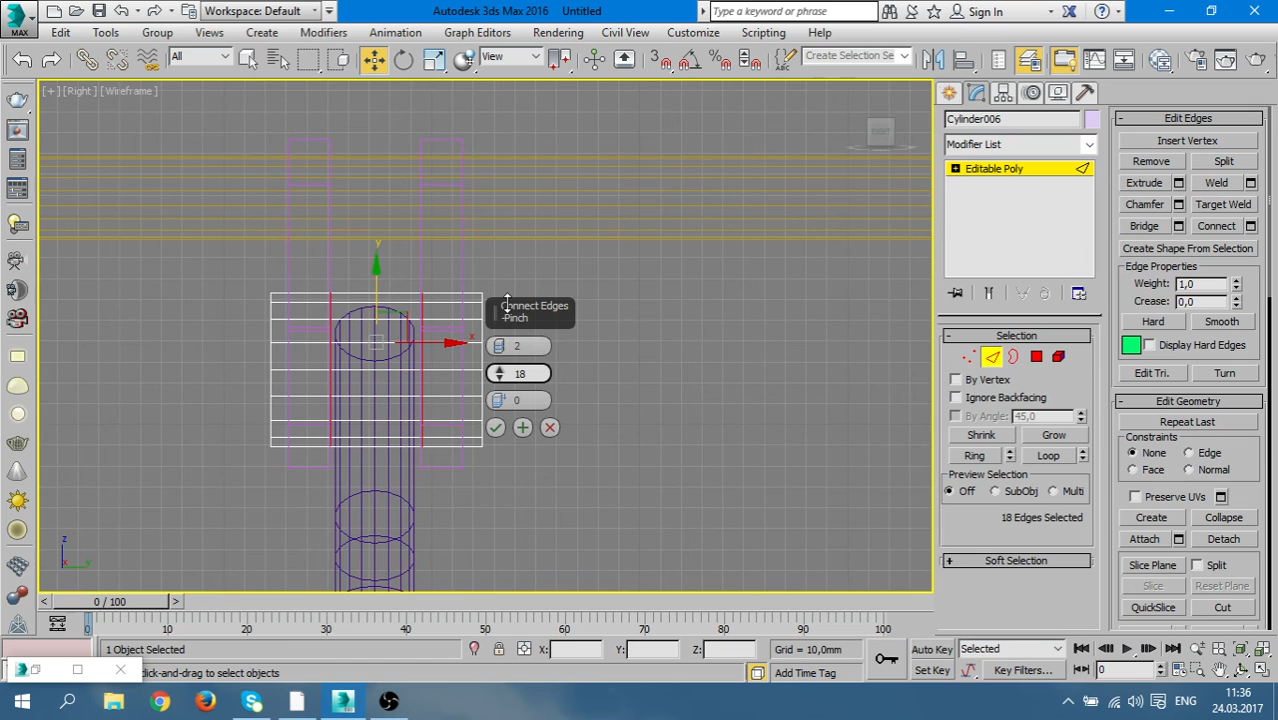 MAX
Workspace: Default
Autodesk 3ds Max 2016
Untitled
Type a keyword or phrase
Sign In
Edit
Tools
Group
Views
Create
Modifiers
Animation
Graph Editors
Rendering
Civil View
Customize
Scripting
Help
All
View
3
Create Selection Se
[+] [Right] [Wireframe]
RIGHT
y
x
Connect Edges
-Pinch
2
18
0
z
x
y
Cylinder006
Modifier List
Editable Poly
Selection
By Vertex
Ignore Backfacing
By Angle:
45,0
Shrink
Grow
Ring
Loop
Preview Selection
Off
SubObj
Multi
18 Edges Selected
Soft Selection
Edit Edges
Insert Vertex
Remove
Split
Extrude
Weld
Chamfer
Target Weld
Bridge
Connect
Create Shape From Selection
Edge Properties
Weight:
1,0
Crease:
0,0
Hard
Smooth
Display Hard Edges
Edit Tri.
Turn
Edit Geometry
Repeat Last
Constraints
None
Edge
Face
Normal
Preserve UVs
Create
Collapse
Attach
Detach
Slice Plane
Split
Slice
Reset Plane
QuickSlice
Cut
0 / 100
0
10
20
30
40
50
60
70
80
90
100
1 Object Selected
X:
Y:
Z:
Grid = 10,0mm
Auto Key
Selected
click-and-drag to select objects
Add Time Tag
Set Key
Key Filters...
0
ENG
11:36
24.03.2017